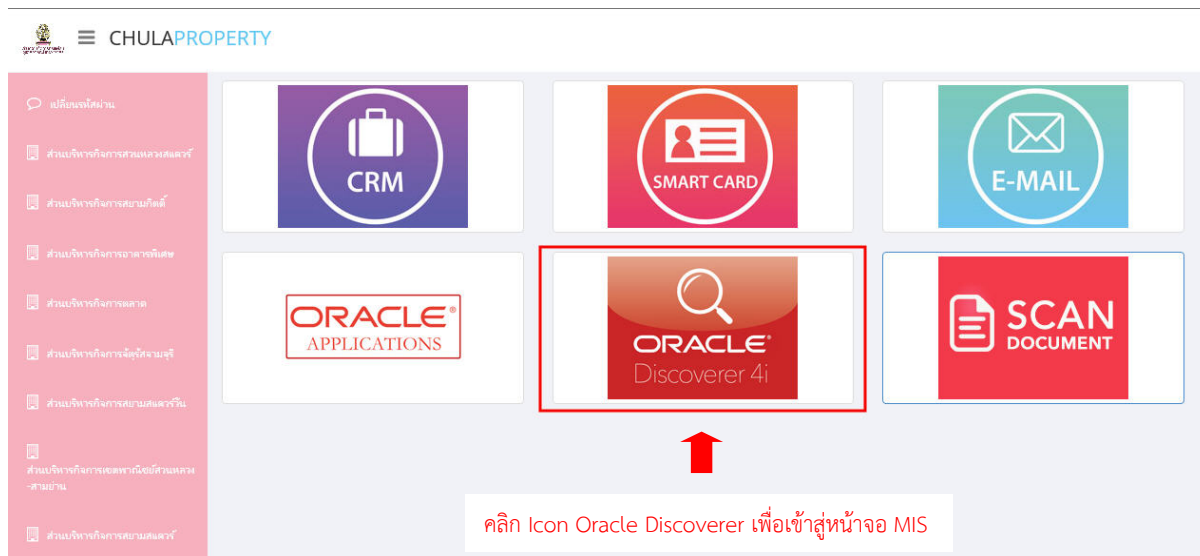 CHULAPROPERTY
เปลี่ยนรหัสผ่าน
ส่วนบริหารกิจการสวนหลวงสแควร์
ส่วนบริหารกิจการสยามกิตติ์
ส่วนบริหารกิจการอาคารพิเศษ
ส่วนบริหารกิจการตลาด
ส่วนบริหารกิจการจัตุรัสจามจุรี
ส่วนบริหารกิจการสยามสแควร์วัน
ส่วนบริหารกิจการเขตพาณิชย์สวนหลวง
-สามย่าน
ส่วนบริหารกิจการสยามสแควร์
CRM
SMART CARD
E-MAIL
ORACLE®
APPLICATIONS
ORACLE®
Discoverer 4i
SCAN
DOCUMENT
คลิก Icon Oracle Discoverer เพื่อเข้าสู่หน้าจอ MIS